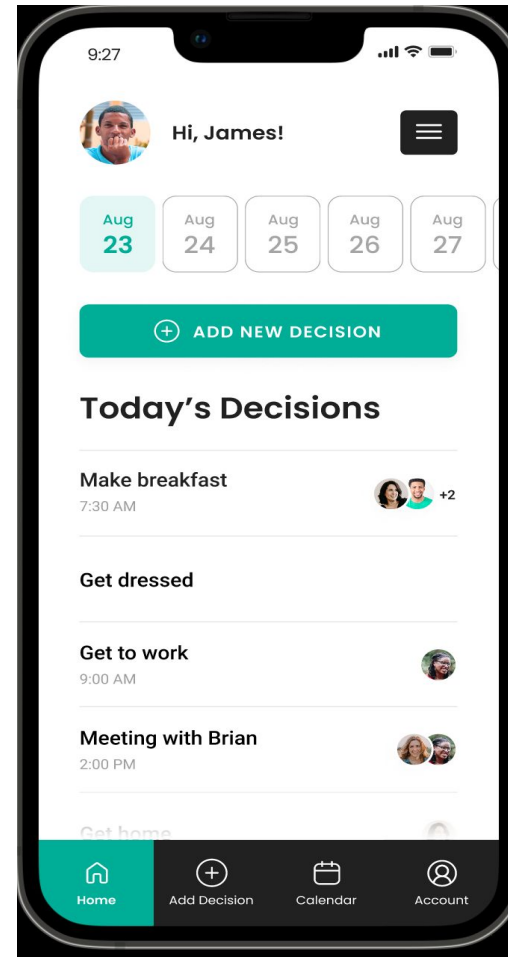 9:27
Hi, James!
Aug Aug Aug Aug Aug
23 24 25 26 27
ADD NEW DECISION
Today’s Decisions
Make breakfast
7:30 AM
+2
Get dressed
Get to work
9:00 AM
Meeting with Brian
2:00 PM
Get home
Home Add Decision Calendar Account